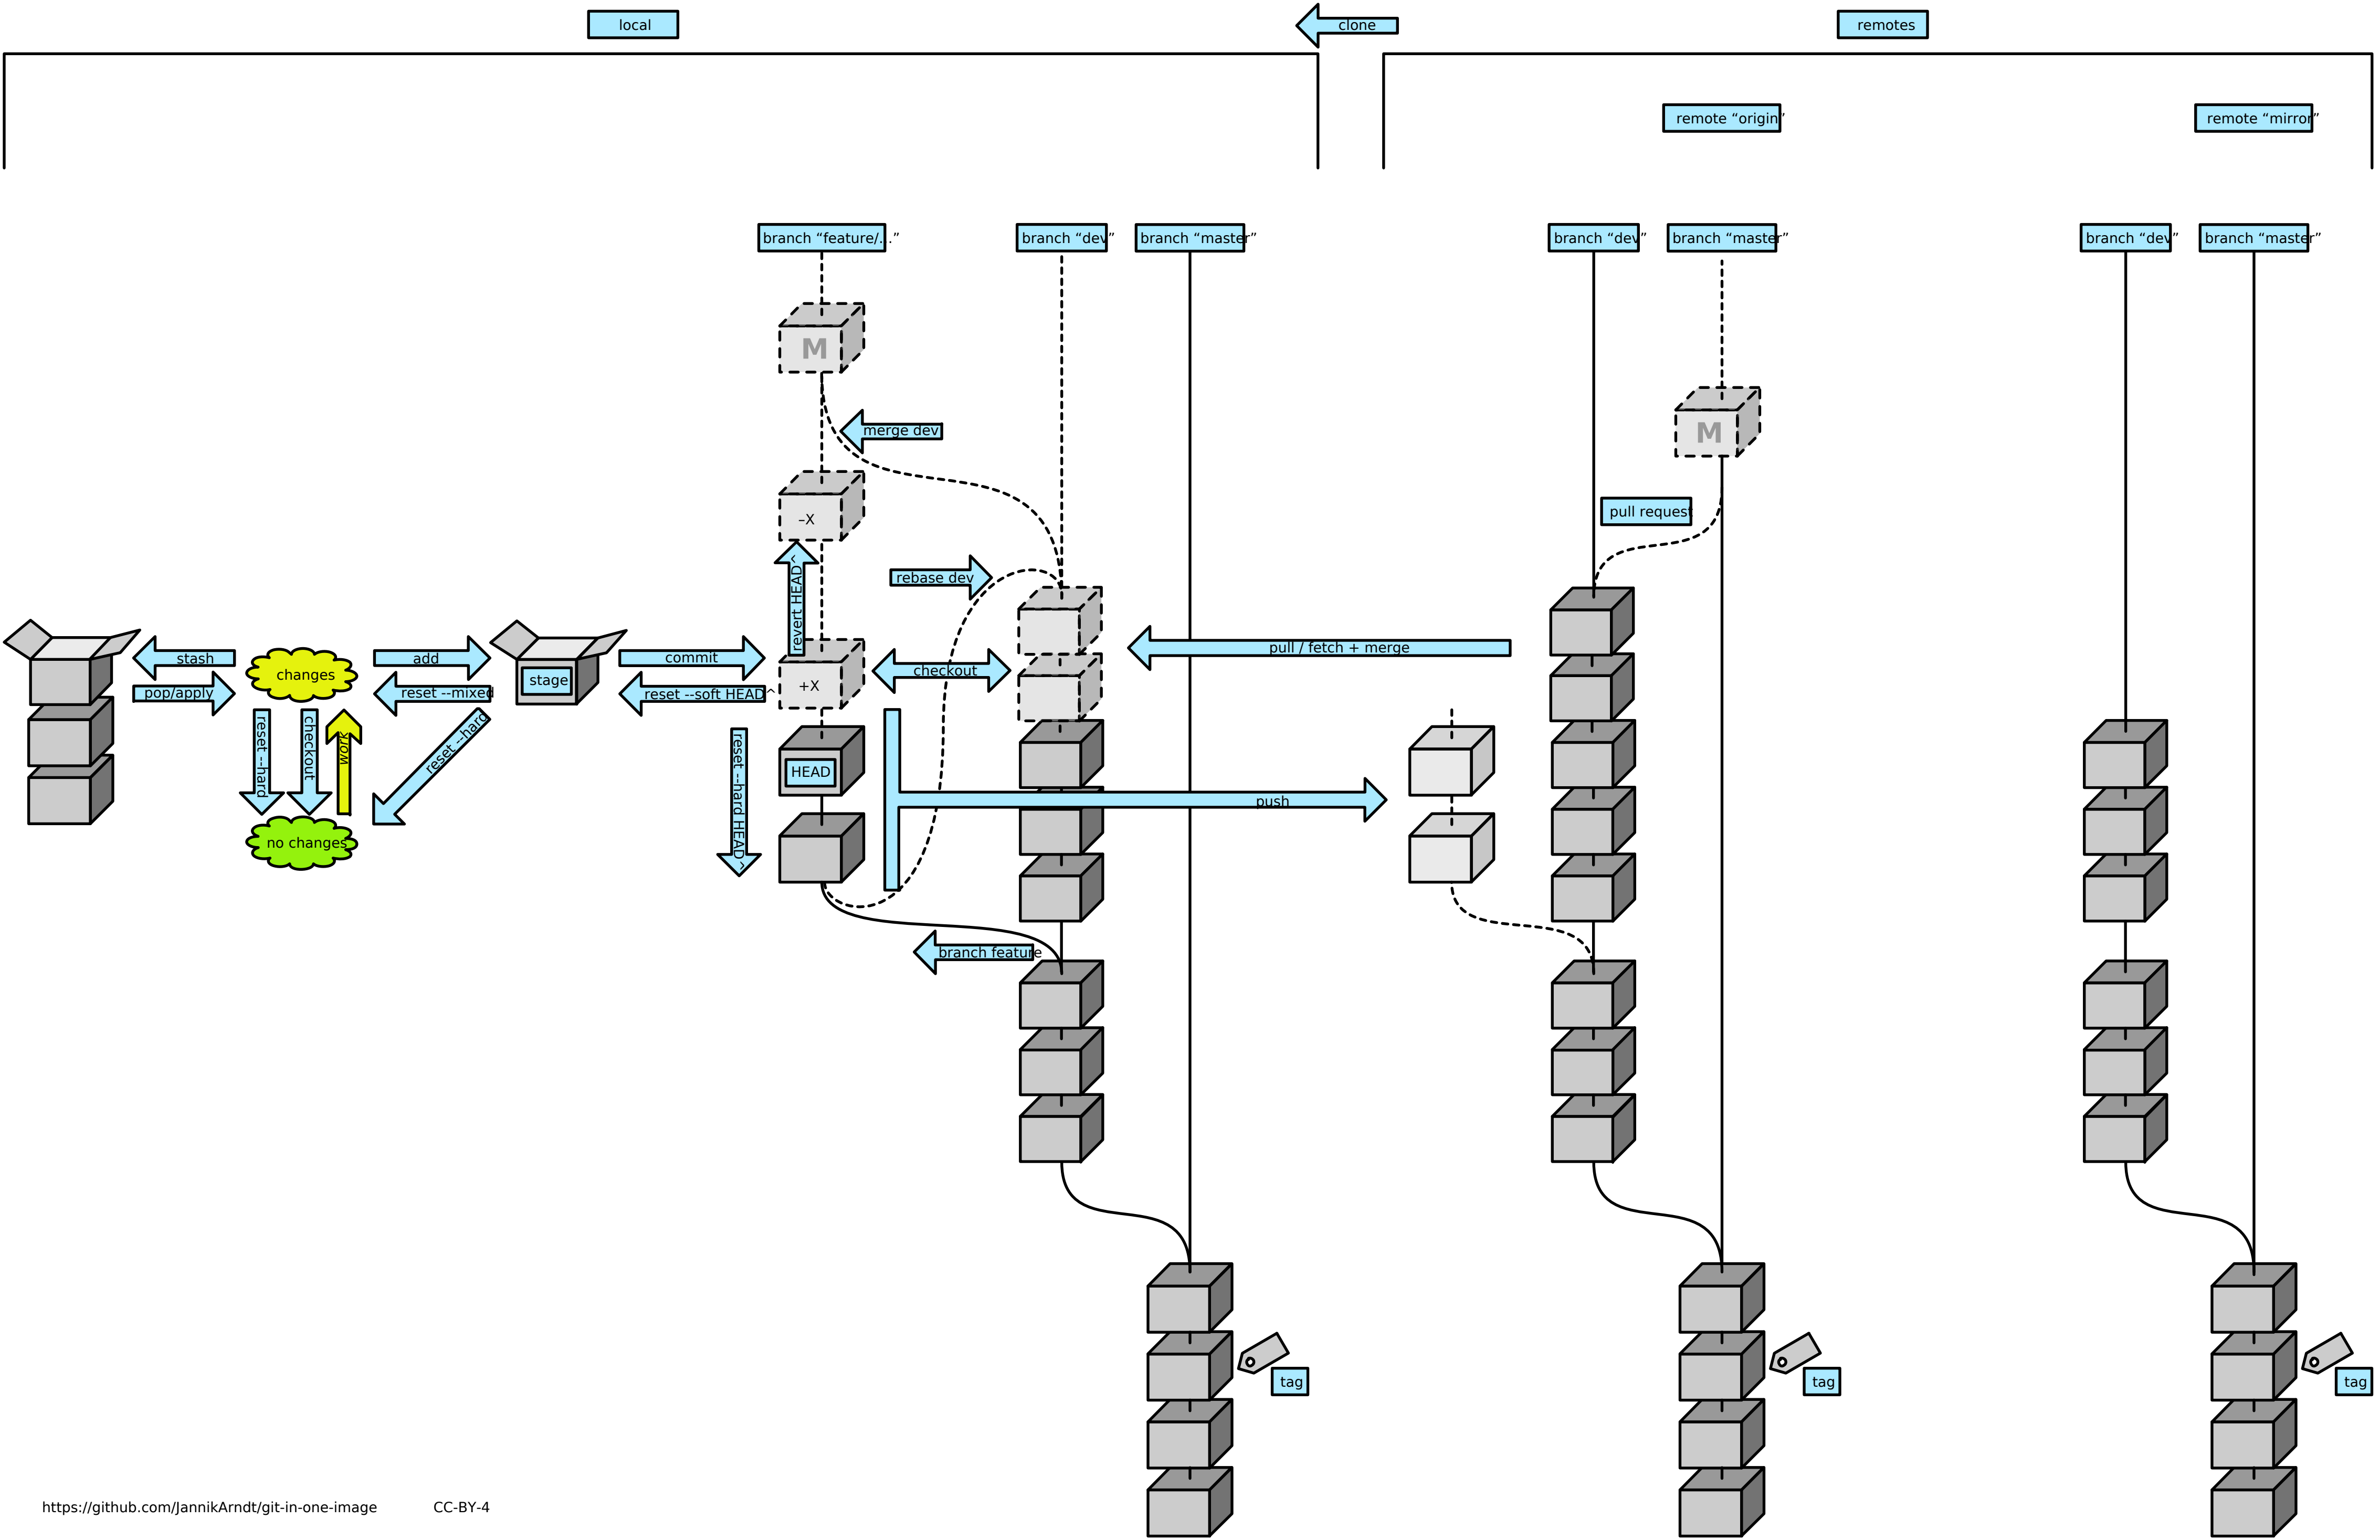 local
clone
remotes
remote “origin”
remote “mirror”
branch “feature/...”
branch “dev”
branch “master”
branch “dev”
branch “master”
branch “dev”
branch “master”
M
merge dev
M
pull request
–X
revert HEAD^
rebase dev
stash
changes
add
stage
commit
checkout
pull / fetch + merge
pop/apply
reset --mixed
reset --soft HEAD^
+X
reset --hard
checkout
work
reset --hard
reset --hard HEAD^
HEAD
push
no changes
branch feature
tag
tag
tag
https://github.com/JannikArndt/git-in-one-image
CC-BY-4